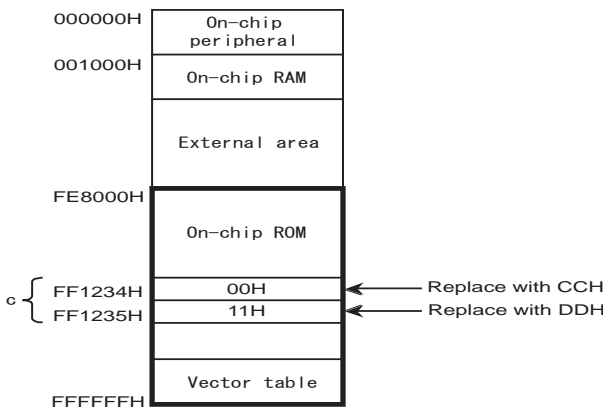 000000H
On-chip
peripheral
001000H
On-chip RAM
External area
FE8000H
On-chip ROM
c
FF1234H 00H Replace with CCH
FF1235H 11H Replace with DDH
Vector table
FFFFFFH